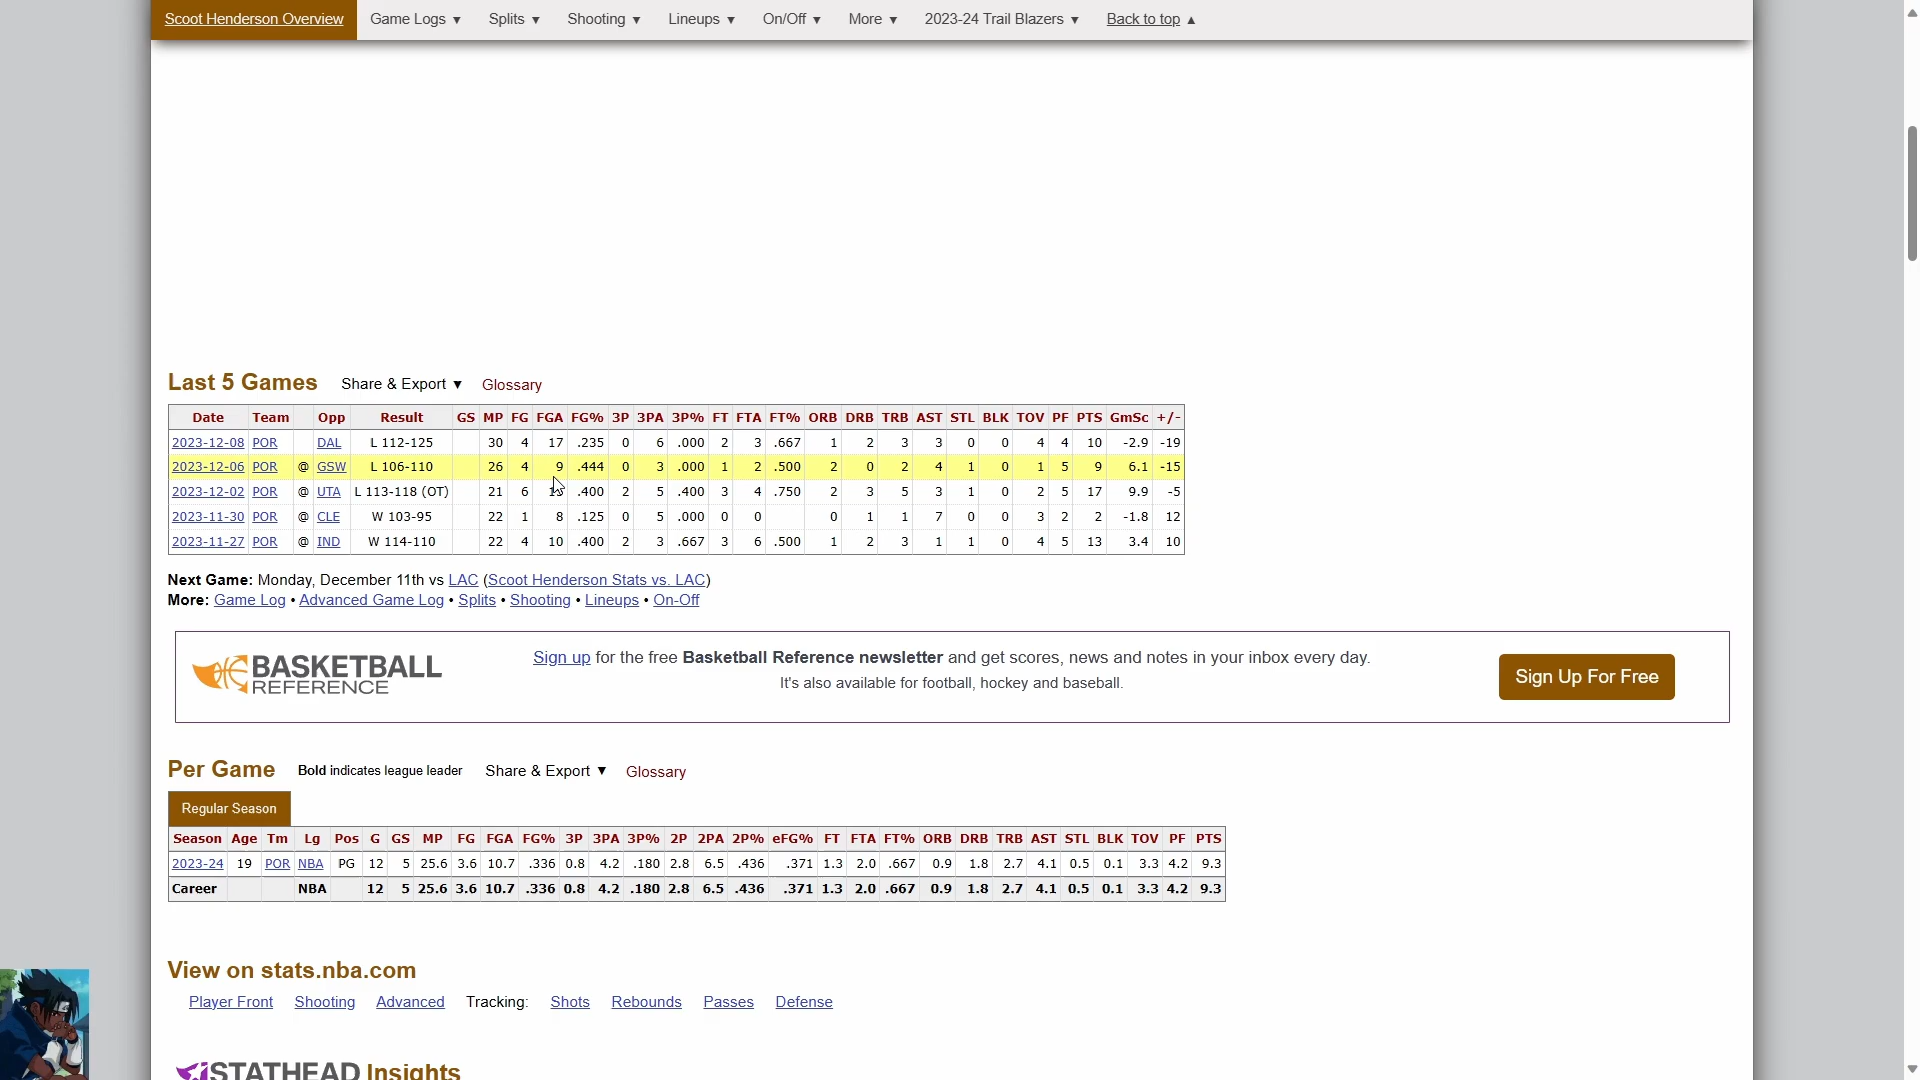 Scoot Henderson Overview Game Logs ▼ Splits ▼ Shooting ▼ Lineups ▼ On/Off ▼ More ▼ 2023-24 Trail Blazers ▼ Back to top ▲
Last 5 Games Share & Export ▼ Glossary
Date Team Opp Result GS MP FG FGA FG% 3P 3PA 3P% FT FTA FT% ORB DRB TRB AST STL BLK TOV PF PTS GmSc +/-
2023-12-08 POR DAL L 112-125 30 4 17 .235 0 6 .000 2 3 .667 1 2 3 3 0 0 4 4 10 -2.9 -19
2023-12-06 POR @ GSW L 106-110 26 4 9 .444 0 3 .000 1 2 .500 2 0 2 4 1 0 1 5 9 6.1 -15
2023-12-02 POR @ UTA L 113-118 (OT) 21 6 .400 2 5 .400 3 4 .750 2 3 5 3 1 0 2 5 17 9.9 -5
2023-11-30 POR @ CLE W 103-95 22 1 8 .125 0 5 .000 0 0 0 1 1 7 0 0 3 2 2 -1.8 12
2023-11-27 POR @ IND W 114-110 22 4 10 .400 2 3 .667 3 6 .500 1 2 3 1 1 0 4 5 13 3.4 10
Next Game: Monday, December 11th vs LAC (Scoot Henderson Stats vs. LAC)
More: Game Log • Advanced Game Log • Splits • Shooting • Lineups • On-Off
BASKETBALL
REFERENCE
Sign up for the free Basketball Reference newsletter and get scores, news and notes in your inbox every day.
It's also available for football, hockey and baseball.
Sign Up For Free
Per Game Bold indicates league leader Share & Export ▼ Glossary
Regular Season
Season Age Tm Lg Pos G GS MP FG FGA FG% 3P 3PA 3P% 2P 2PA 2P% eFG% FT FTA FT% ORB DRB TRB AST STL BLK TOV PF PTS
2023-24 19 POR NBA PG 12 5 25.6 3.6 10.7 .336 0.8 4.2 .180 2.8 6.5 .436 .371 1.3 2.0 .667 0.9 1.8 2.7 4.1 0.5 0.1 3.3 4.2 9.3
Career NBA 12 5 25.6 3.6 10.7 .336 0.8 4.2 .180 2.8 6.5 .436 .371 1.3 2.0 .667 0.9 1.8 2.7 4.1 0.5 0.1 3.3 4.2 9.3
View on stats.nba.com
Player Front Shooting Advanced Tracking: Shots Rebounds Passes Defense
STATHEAD Insights